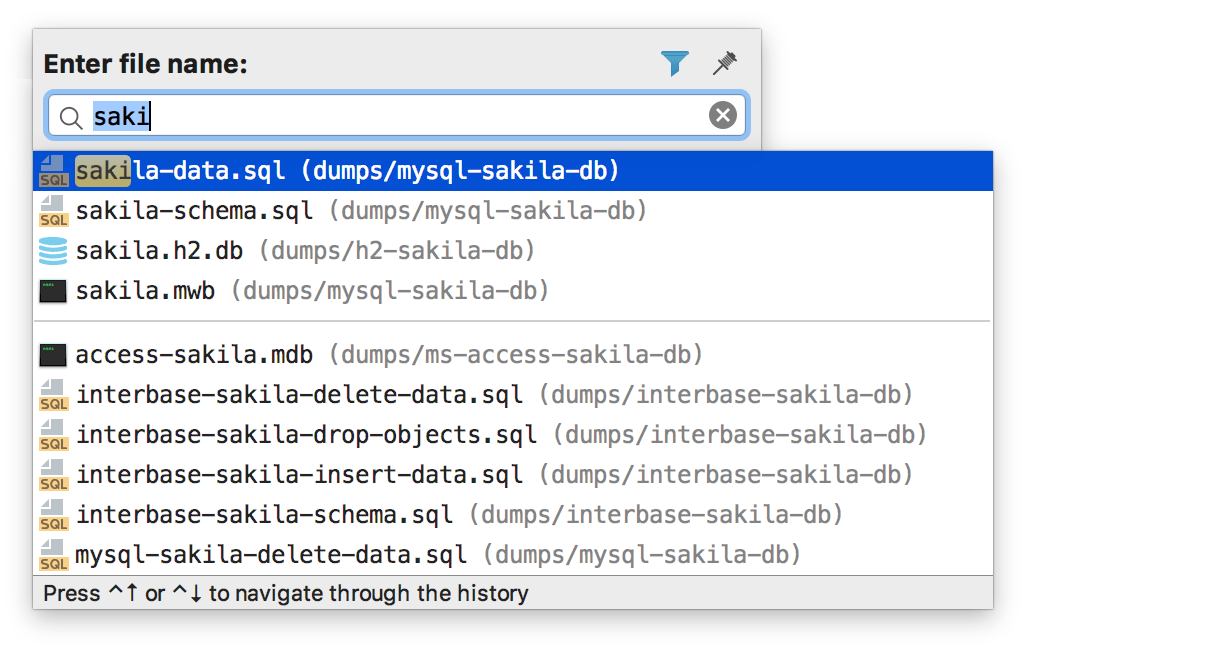 Enter file name:
saki
SQL sakila-data.sql (dumps/mysql-sakila-db)
SQL sakila-schema.sql (dumps/mysql-sakila-db)
sakila.h2.db (dumps/h2-sakila-db)
sakila.mwb (dumps/mysql-sakila-db)
access-sakila.mdb (dumps/ms-access-sakila-db)
SQL interbase-sakila-delete-data.sql (dumps/interbase-sakila-db)
SQL interbase-sakila-drop-objects.sql (dumps/interbase-sakila-db)
SQL interbase-sakila-insert-data.sql (dumps/interbase-sakila-db)
SQL interbase-sakila-schema.sql (dumps/interbase-sakila-db)
SQL mysql-sakila-delete-data.sql (dumps/mysql-sakila-db)
Press ^↑ or ^↓ to navigate through the history